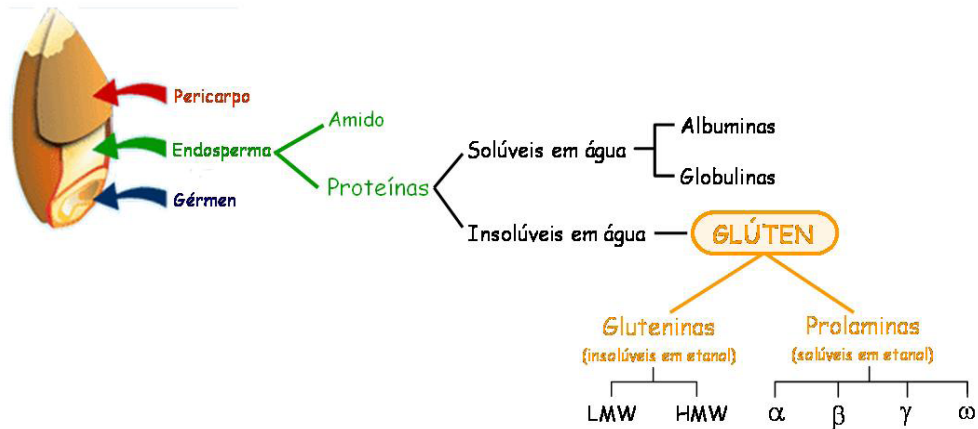 Pericarpo
Endosperma
Gérmen
Amido
Proteínas
Solúveis em água
Albuminas
Globulinas
Insolúveis em água
GLÚTEN
Gluteninas
(insolúveis em etanol)
Prolaminas
(solúveis em etanol)
LMW HMW
α β γ ω